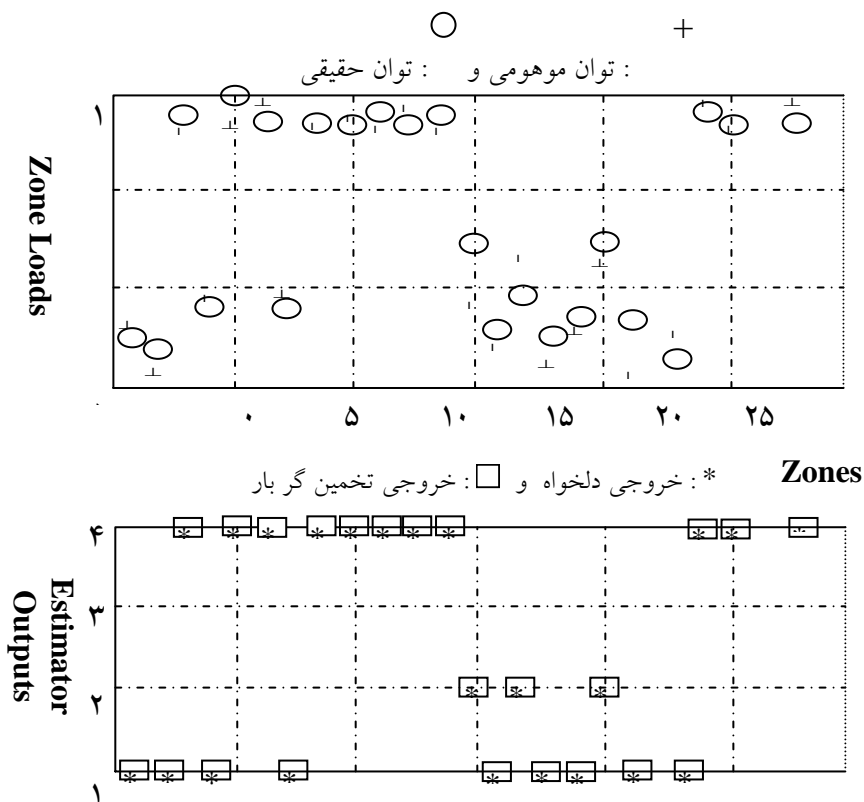 : توان موهومی و : توان حقیقی
۱
Zone Loads
۰ ۵ ۱۰ ۱۵ ۲۰ ۲۵
Zones
* : خروجی دلخواه و : خروجی تخمین گر بار
۴
۳
۲
۱
Estimator
Outputs